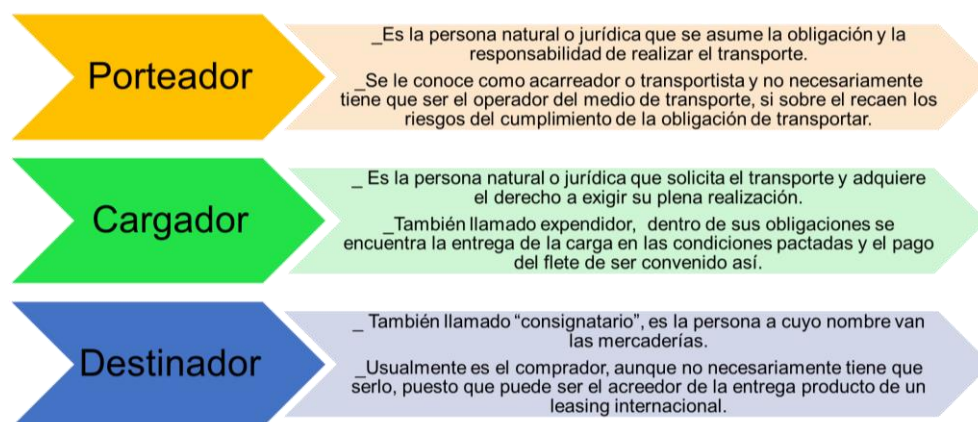 Porteador
_Es la persona natural o jurídica que se asume la obligación y la
responsabilidad de realizar el transporte.
_Se le conoce como acarreador o transportista y no necesariamente
tiene que ser el operador del medio de transporte, si sobre el recaen los
riesgos del cumplimiento de la obligación de transportar.
Cargador
_ Es la persona natural o jurídica que solicita el transporte y adquiere
el derecho a exigir su plena realización.
_También llamado expendidor, dentro de sus obligaciones se
encuentra la entrega de la carga en las condiciones pactadas y el pago
del flete de ser convenido así.
Destinador
_ También llamado “consignatario”, es la persona a cuyo nombre van
las mercaderías.
_Usualmente es el comprador, aunque no necesariamente tiene que
serlo, puesto que puede ser el acreedor de la entrega producto de un
leasing internacional.